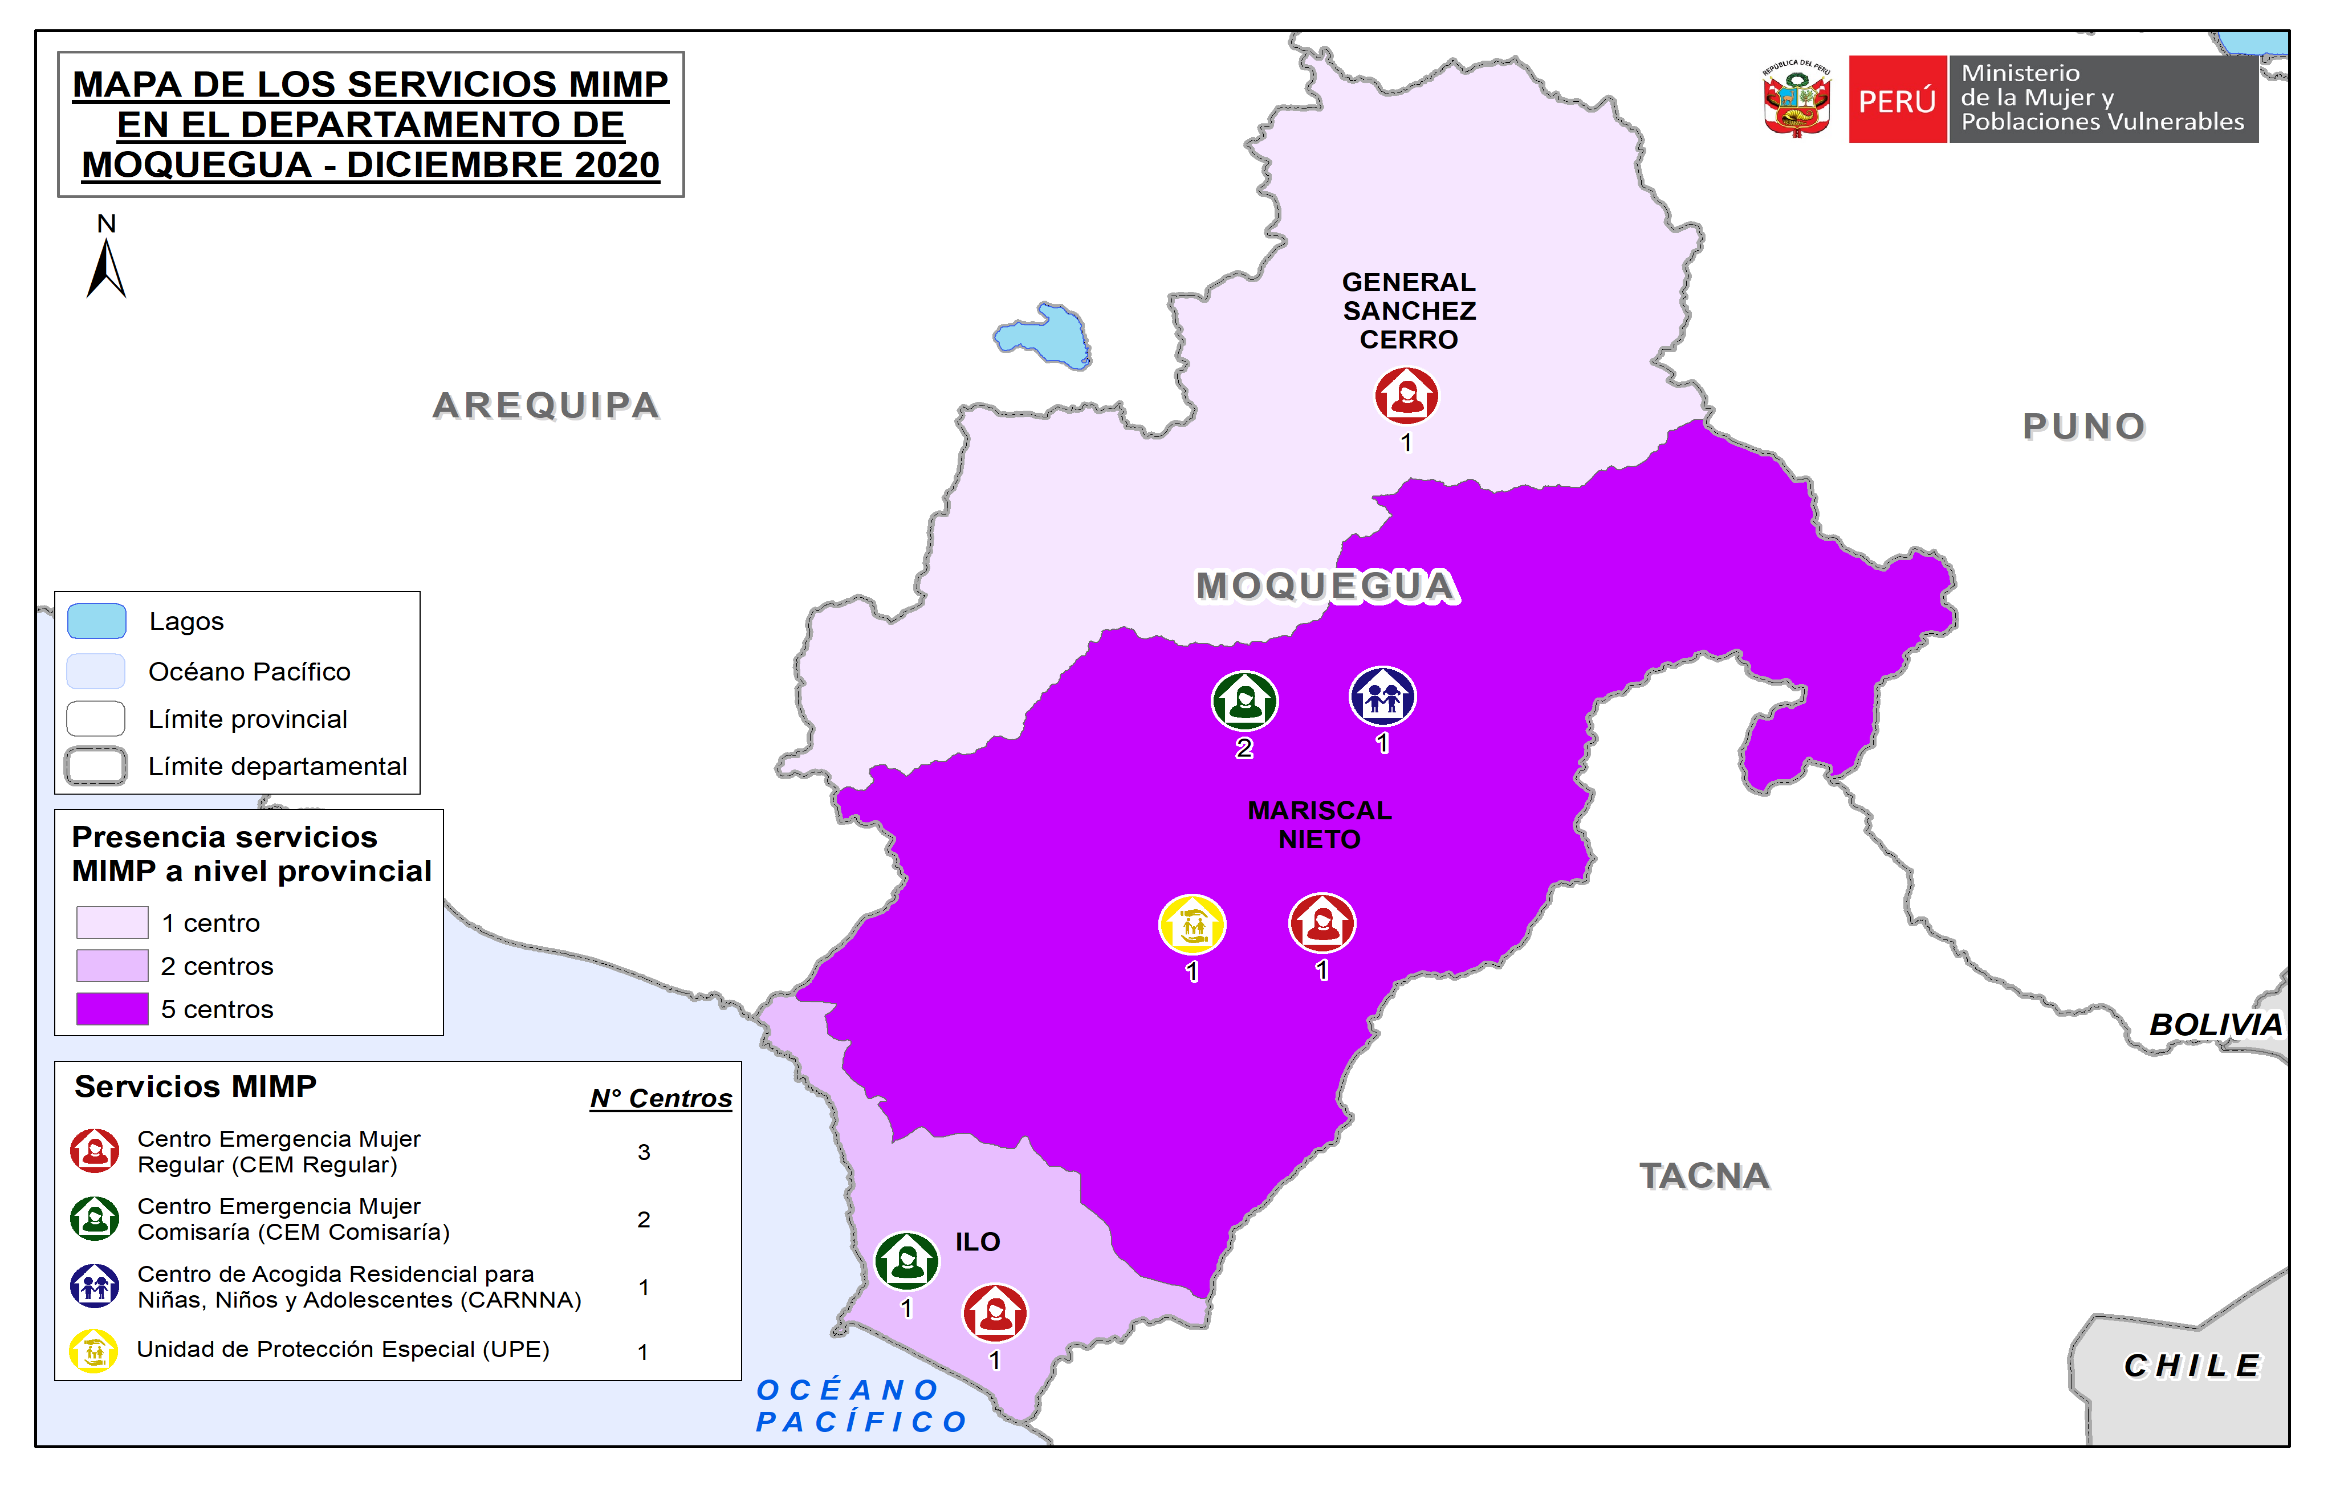 MAPA DE LOS SERVICIOS MIMP
EN EL DEPARTAMENTO DE
MOQUEGUA - DICIEMBRE 2020
N
REPÚBLICA DEL PERÚ
PERÚ
Ministerio
de la Mujer y
Poblaciones Vulnerables
GENERAL
SANCHEZ
CERRO
1
AREQUIPA
PUNO
MOQUEGUA
2
1
MARISCAL
NIETO
1
1
Lagos
Océano Pacífico
Límite provincial
Límite departamental
Presencia servicios
MIMP a nivel provincial
1 centro
2 centros
5 centros
BOLIVIA
Servicios MIMP
N° Centros
Centro Emergencia Mujer
Regular (CEM Regular)
3
Centro Emergencia Mujer
Comisaría (CEM Comisaría)
2
Centro de Acogida Residencial para
Niñas, Niños y Adolescentes (CARNNA)
1
Unidad de Protección Especial (UPE)
1
TACNA
ILO
1
1
CHILE
OCÉANO
PACÍFICO